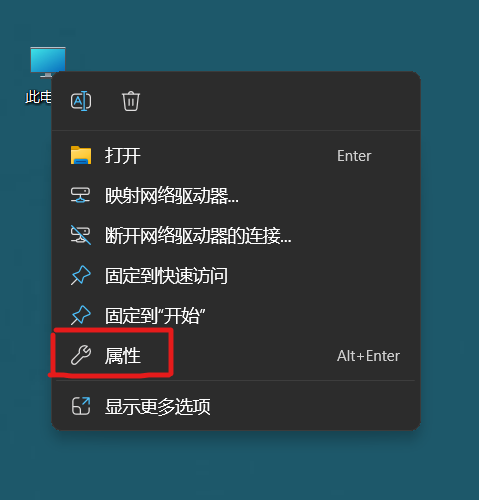 此电
打开 Enter
映射网络驱动器...
断开网络驱动器的连接...
固定到快速访问
固定到“开始”
属性 Alt+Enter
显示更多选项